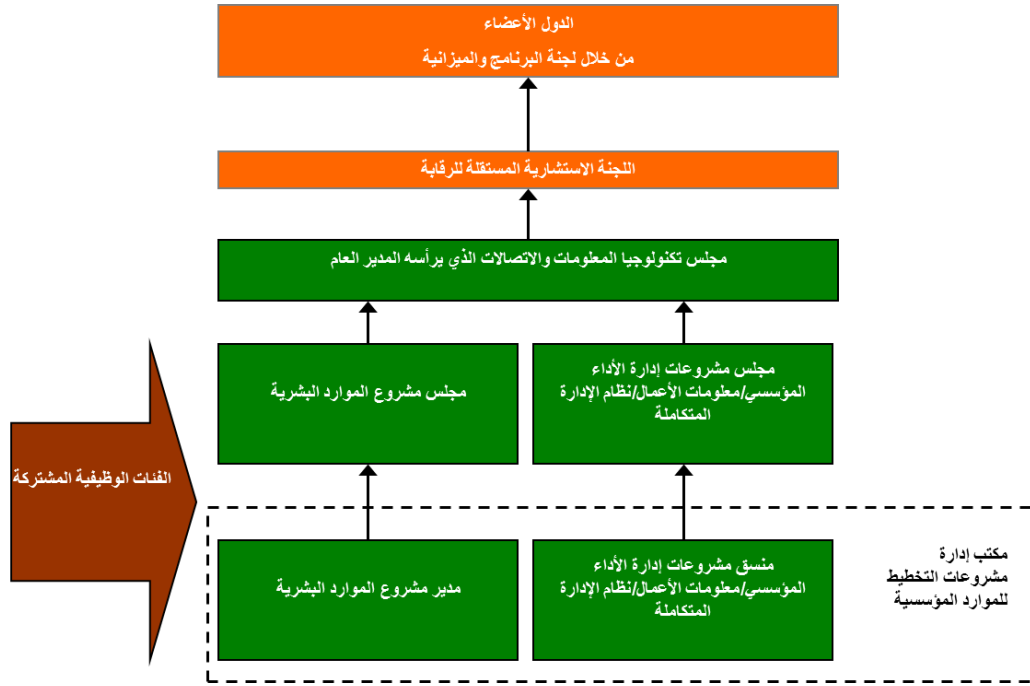 الدول الأعضاء
من خلال لجنة البرنامج والميزانية
اللجنة الاستشارية المستقلة للرقابة
مجلس تكنولوجيا المعلومات والاتصالات الذي يرأسه المدير العام
مجلس مشروعات إدارة الأداء
المؤسسي/معلومات الأعمال/نظام الإدارة
المتكاملة
مجلس مشروع الموارد البشرية
الفئات الوظيفية المشتركة
مكتب إدارة
مشروعات التخطيط
للموارد المؤسسية
منسق مشروعات إدارة الأداء
المؤسسي/معلومات الأعمال/نظام الإدارة
المتكاملة
مدير مشروع الموارد البشرية